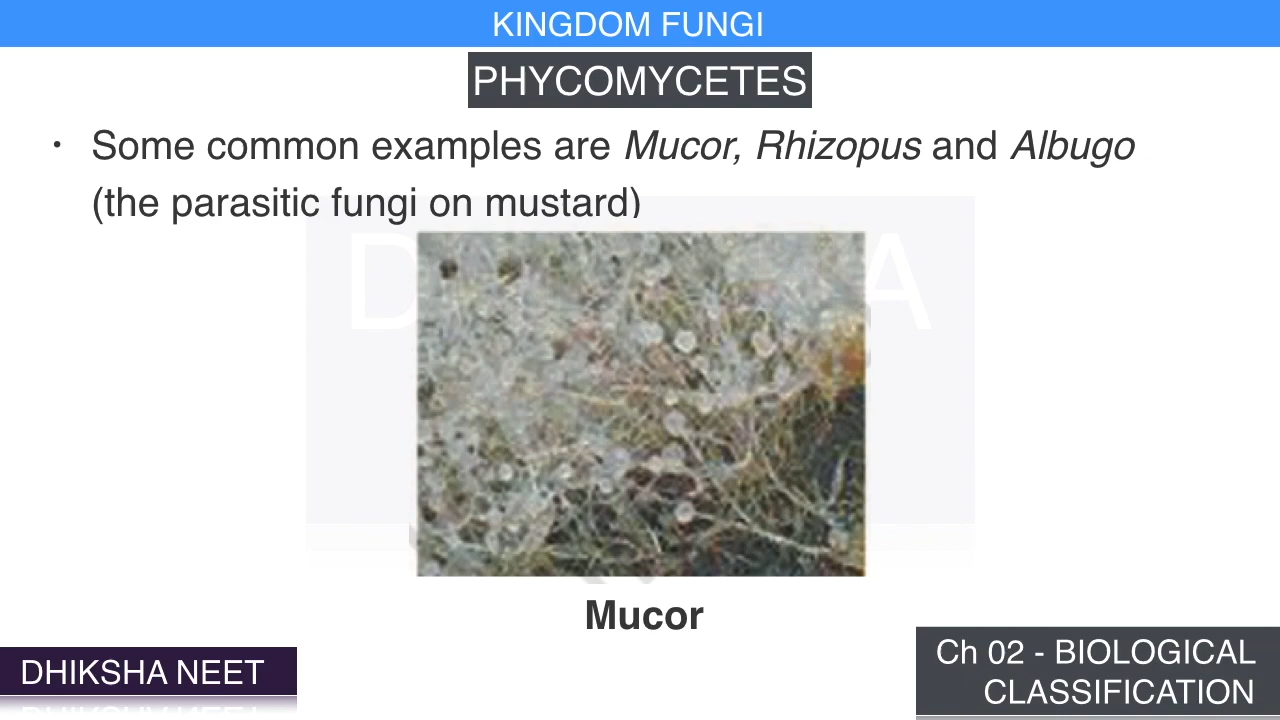 KINGDOM FUNGI
PHYCOMYCETES
• Some common examples are Mucor, Rhizopus and Albugo
(the parasitic fungi on mustard)
Mucor
DHIKSHA NEET
Ch 02 - BIOLOGICAL
CLASSIFICATION